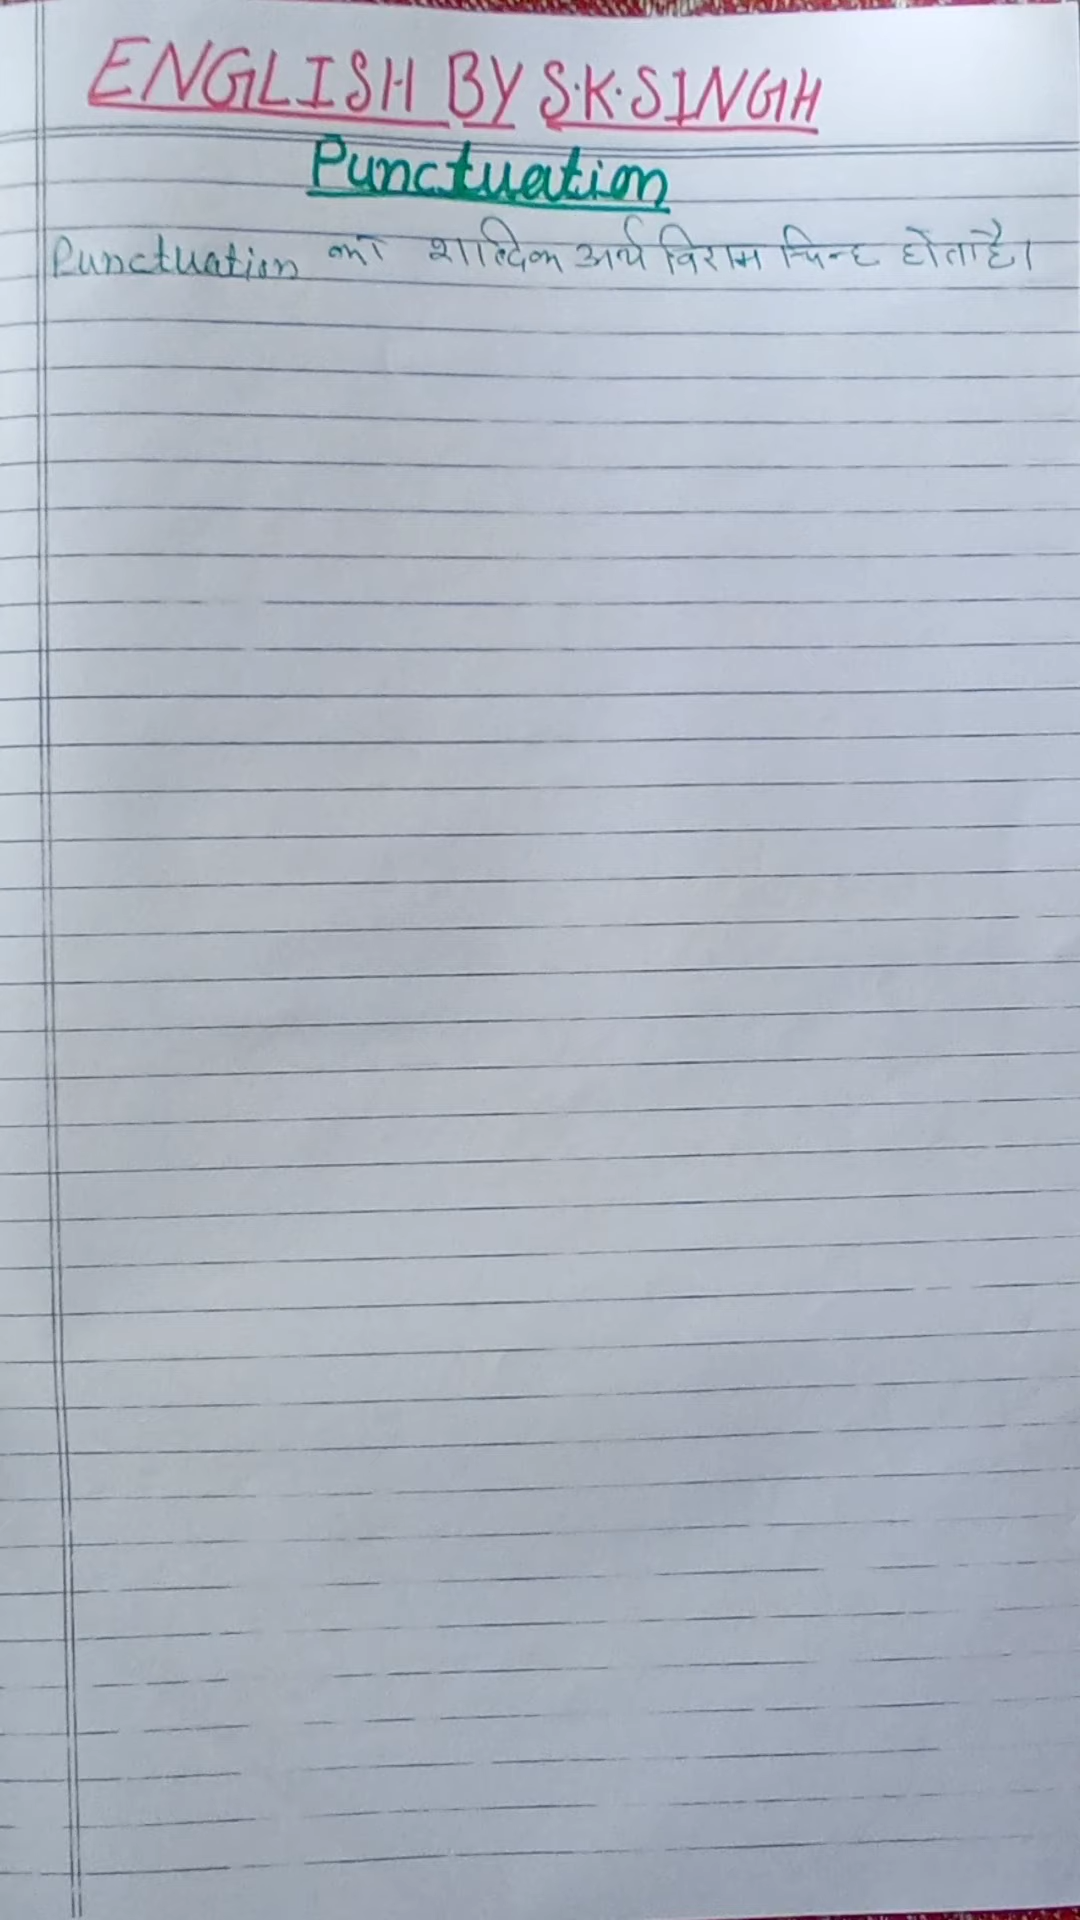 ENGLISH BY S.K.SINGH
Punctuation
Punctuation का शाब्दिक अर्थ विराम चिन्ह होता है।